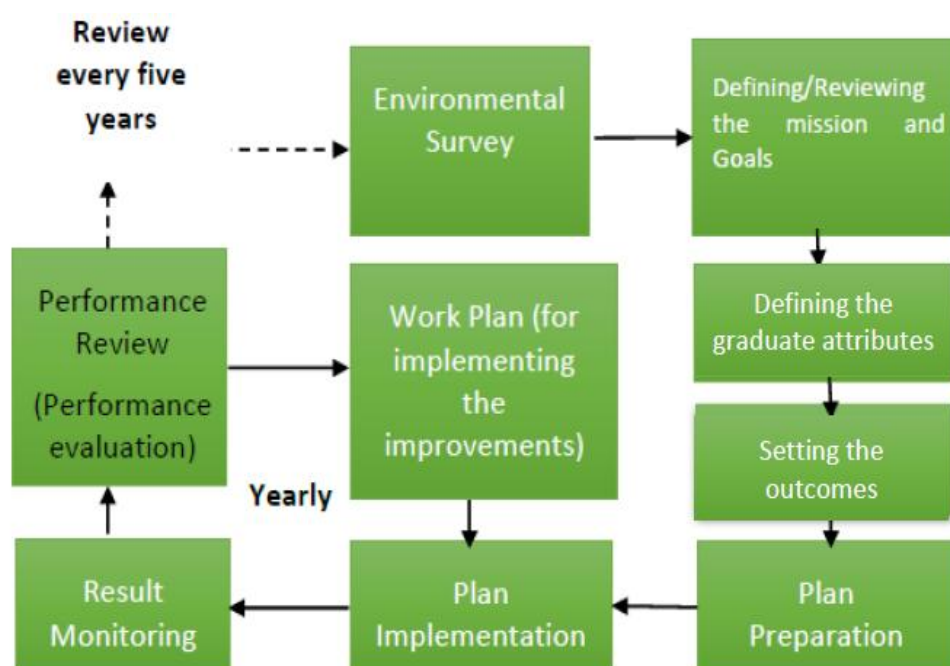 Review
every five
years
Environmental
Survey
Defining/Reviewing
the mission and
Goals
Defining the
graduate attributes
Setting the
outcomes
Plan
Preparation
Plan
Implementation
Result
Monitoring
Performance
Review
(Performance
evaluation)
Work Plan (for
implementing
the
improvements)
Yearly